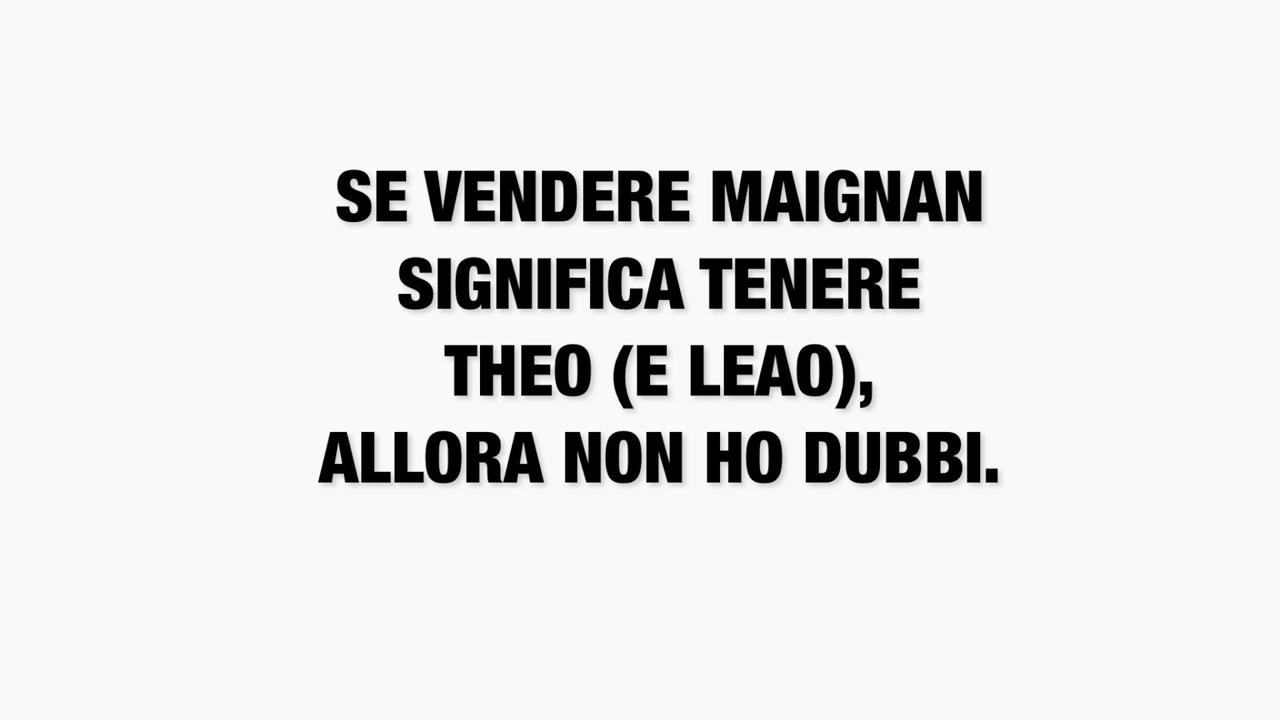 SE VENDERE MAIGNAN
SIGNIFICA TENERE
THEO (E LEAO),
ALLORA NON HO DUBBI.